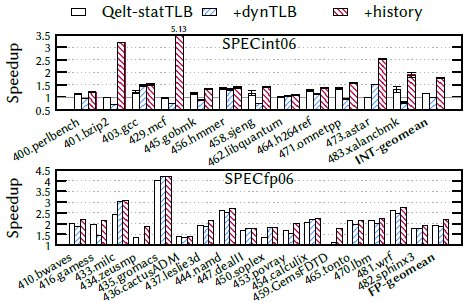 Qelt-statTLB +dynTLB +history
Speedup
3.5
3
2.5
2
1.5
1
0.5
SPECint06
5.13
400.perlbench
401.bzip2
403.gcc
429.mcf
445.gobmk
456.hmmer
458.sjeng
462.libquantum
464.h264ref
471.omnetpp
473.astar
483.xalancbmk
INT-geomean
Speedup
4.5
4
3.5
3
2.5
2
1.5
1
SPECfp06
410.bwaves
416.gamess
433.milc
434.zeusmp
435.gromacs
436.cactusADM
437.leslie3d
444.namd
447.dealII
450.soplex
453.povray
454.calculix
459.GemsFDTD
465.tonto
470.lbm
481.wrf
482.sphinx3
FP-geomean